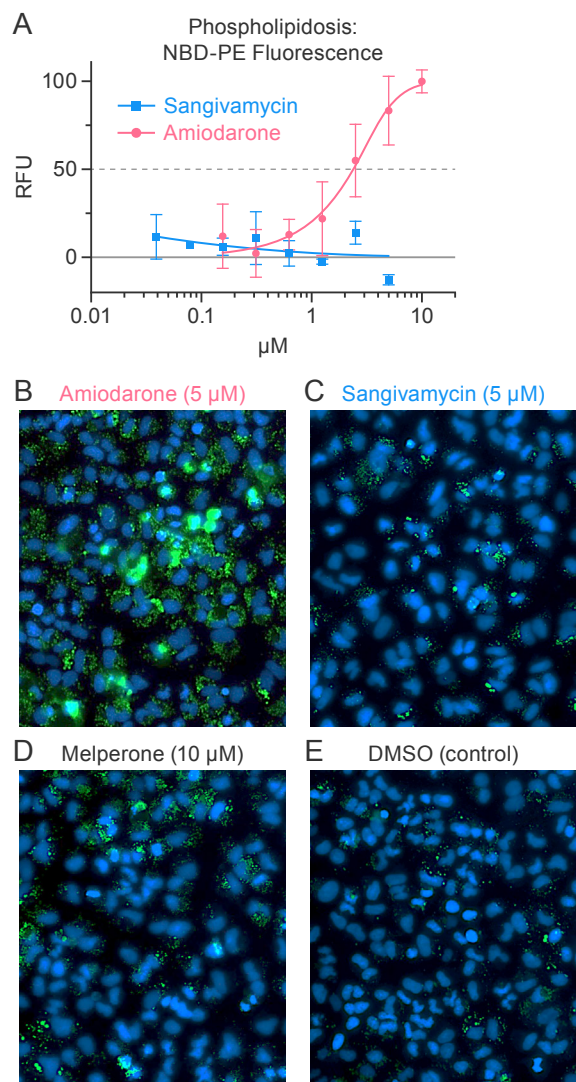 A
Phospholipidosis:
NBD-PE Fluorescence
100
50
0
RFU
Sangivamycin
Amiodarone
0.01
0.1
1
10
µM
B Amiodarone (5 µM)
C Sangivamycin (5 µM)
D Melperone (10 µM)
E DMSO (control)